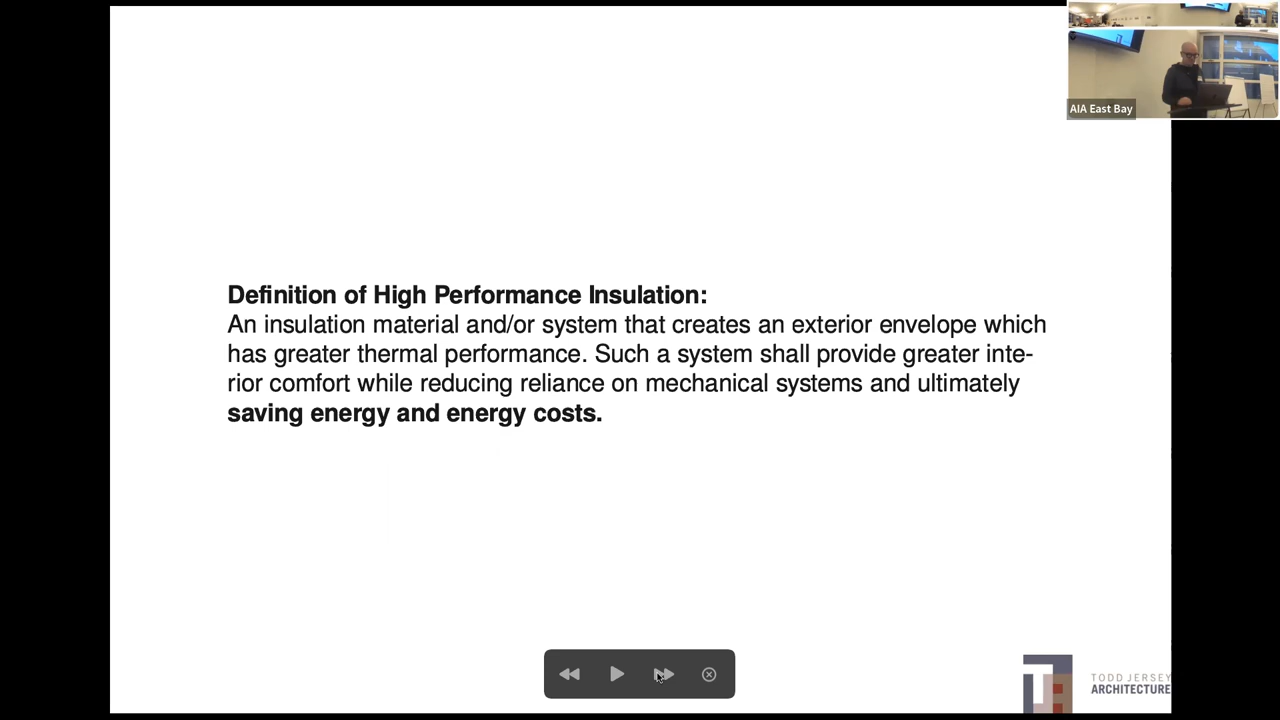 AIA East Bay
Definition of High Performance Insulation:
An insulation material and/or system that creates an exterior envelope which
has greater thermal performance. Such a system shall provide greater inte-
rior comfort while reducing reliance on mechanical systems and ultimately
saving energy and energy costs.
TODD JERSEY
ARCHITECTURE